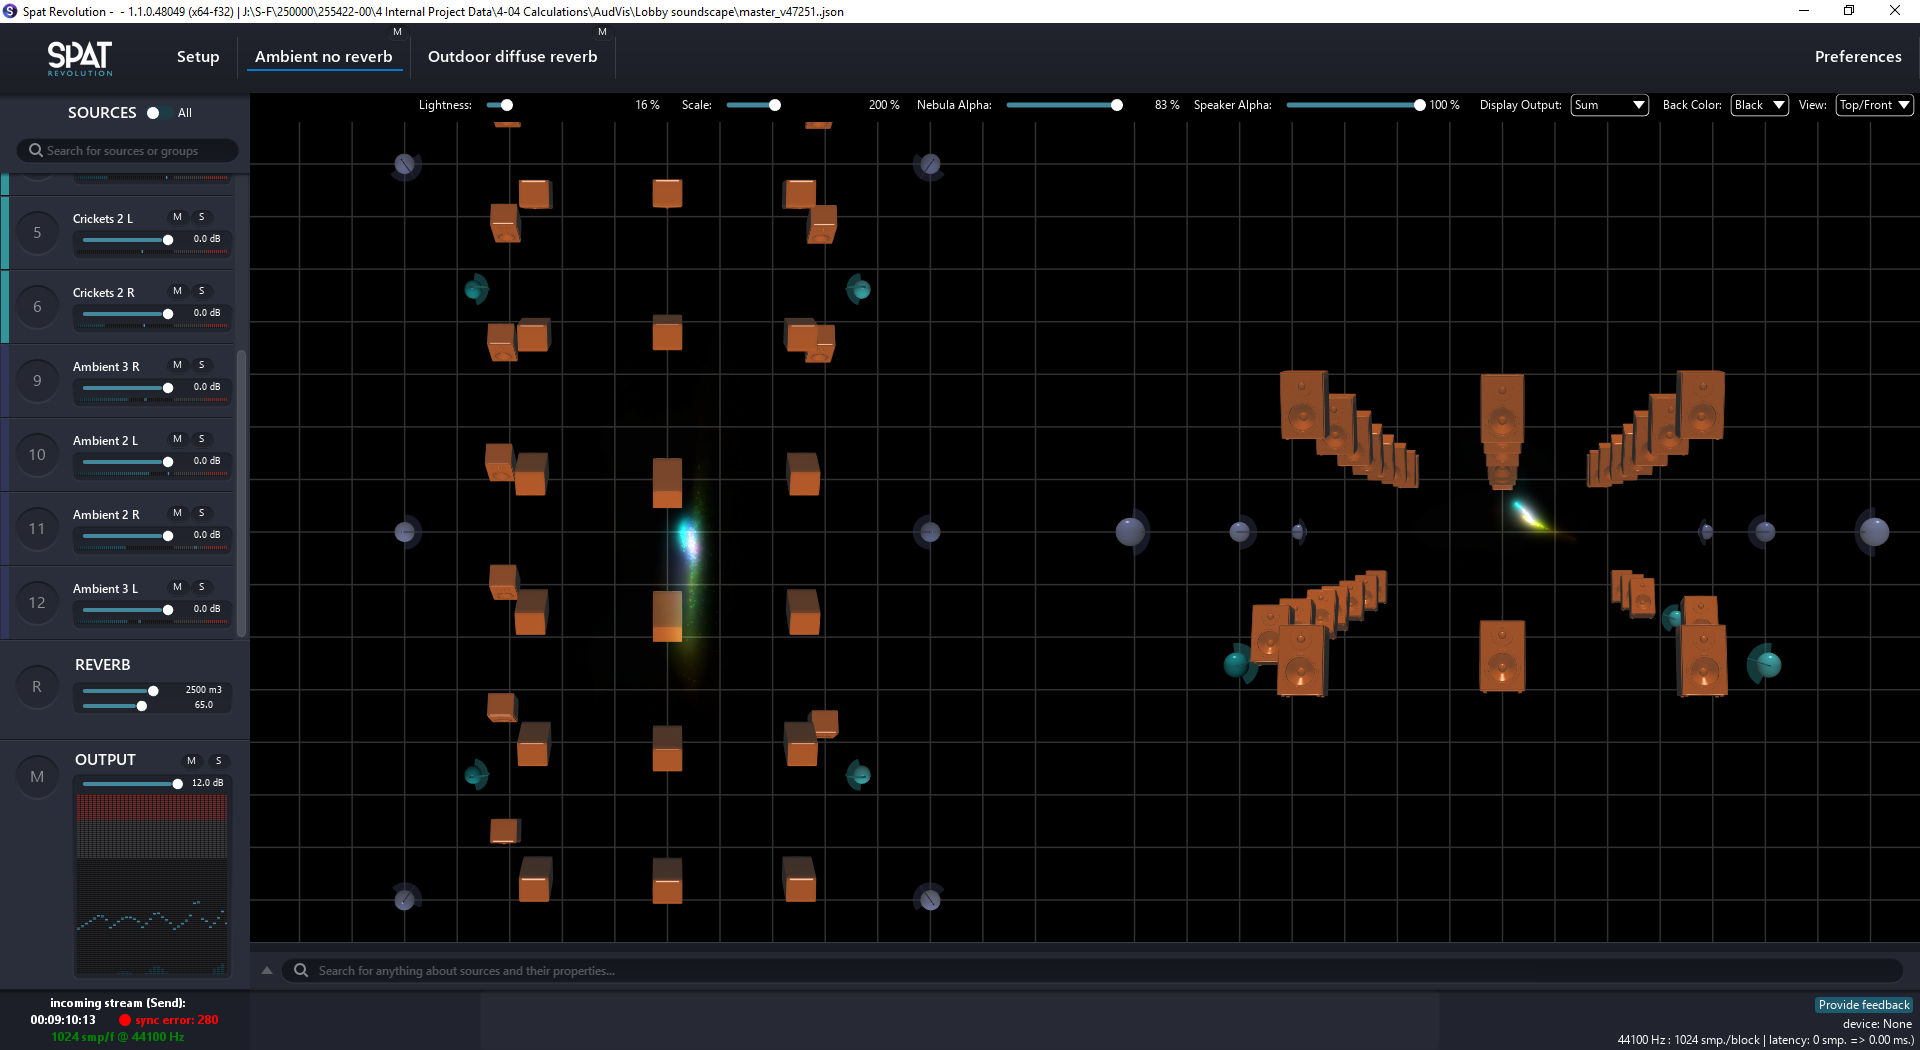 Spat Revolution - - 1.1.0.48049 (x64-f32) | J:\S-F\250000\255422-00\4 Internal Project Data\4-04 Calculations\AudVis\Lobby soundscape\master_v47251..json
SPAT
REVOLUTION
Setup
Ambient no reverb
M
Outdoor diffuse reverb
M
Preferences
SOURCES
All
Search for sources or groups
Lightness:
16 %
Scale:
200 %
Nebula Alpha:
83 %
Speaker Alpha:
100 %
Display Output:
Sum
Back Color:
Black
View:
Top/Front
5
Crickets 2 L
M
S
0.0 dB
6
Crickets 2 R
M
S
0.0 dB
9
Ambient 3 R
M
S
0.0 dB
10
Ambient 2 L
M
S
0.0 dB
11
Ambient 2 R
M
S
0.0 dB
12
Ambient 3 L
M
S
0.0 dB
R
REVERB
2500 m3
65.0
M
OUTPUT
M
S
12.0 dB
Search for anything about sources and their properties...
incoming stream (Send):
00:09:10:13
sync error: 280
1024 smp/f @ 44100 Hz
Provide feedback
device: None
44100 Hz : 1024 smp./block | latency: 0 smp. => 0.00 ms.)